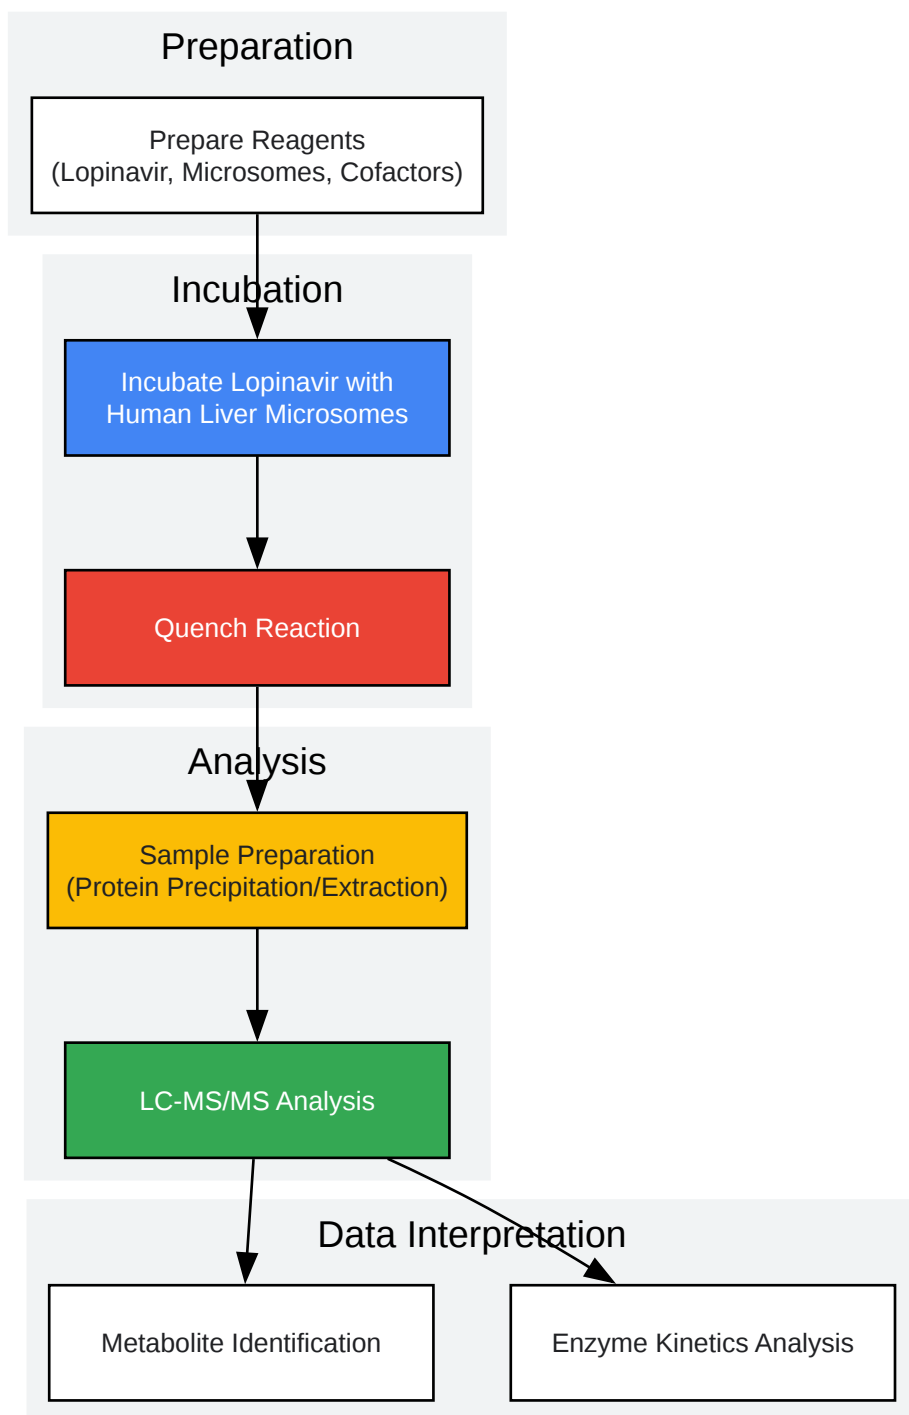 Preparation
Prepare Reagents
(Lopinavir, Microsomes, Cofactors)
Incubation
Incubate Lopinavir with
Human Liver Microsomes
Quench Reaction
Analysis
Sample Preparation
(Protein Precipitation/Extraction)
LC-MS/MS Analysis
Data Interpretation
Metabolite Identification
Enzyme Kinetics Analysis